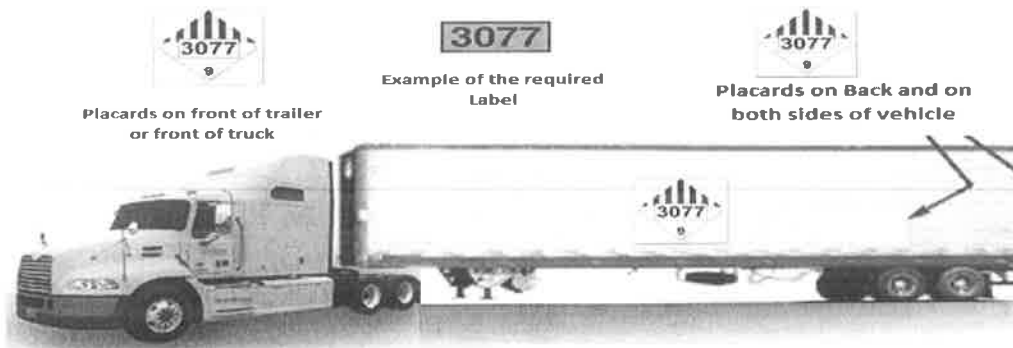 3077
9
Placards on front of trailer
or front of truck
3077
Example of the required
Label
3077
9
Placards on Back and on
both sides of vehicle
3077
9